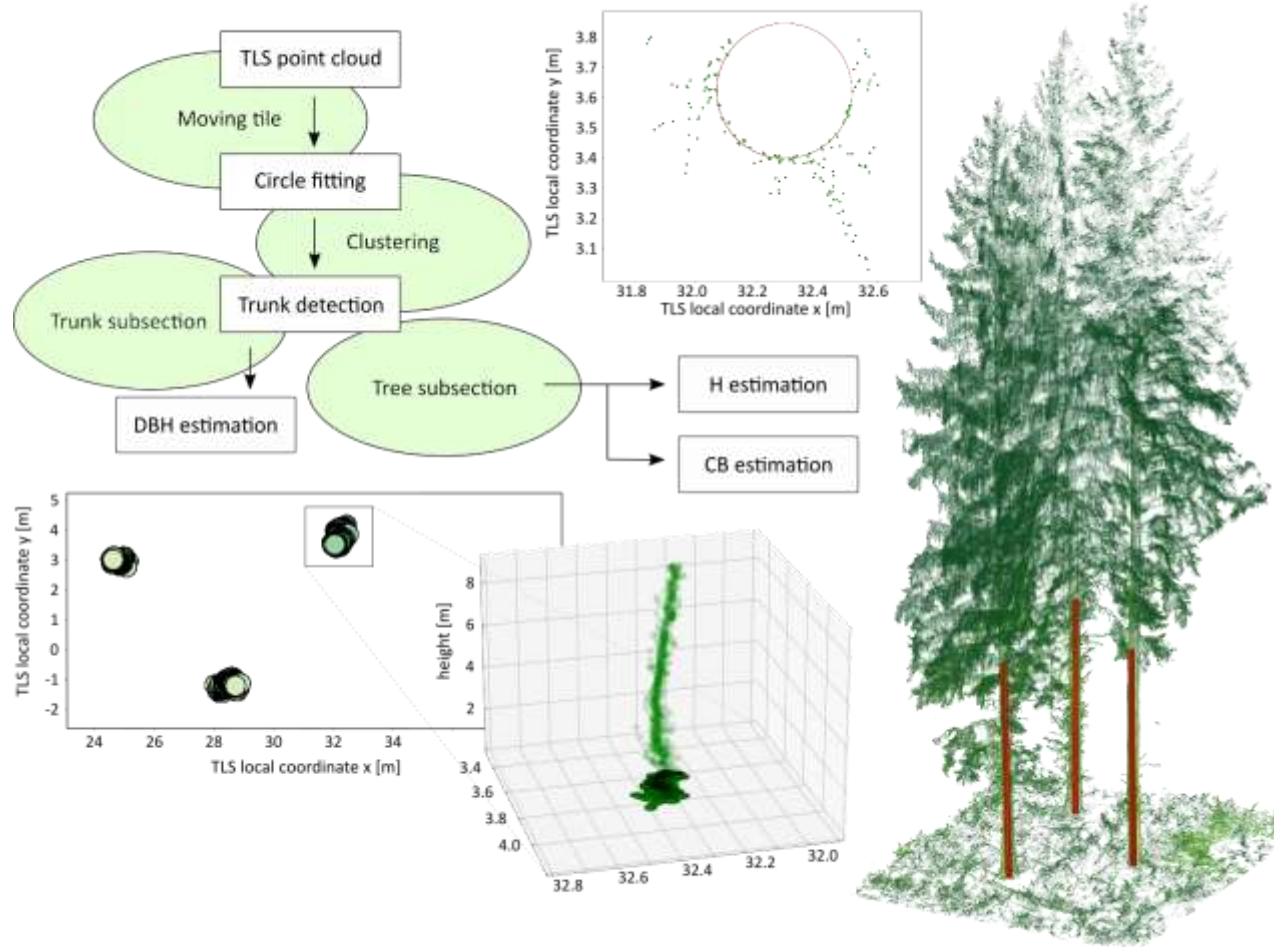 TLS point cloud
Moving tile
Circle fitting
Clustering
Trunk detection
Trunk subsection
Tree subsection
DBH estimation
H estimation
CB estimation
TLS local coordinate y [m]
3.8
3.7
3.6
3.5
3.4
3.3
3.2
3.1
31.8 32.0 32.2 32.4 32.6
TLS local coordinate x [m]
TLS local coordinate y [m]
5
4
3
2
1
0
-1
-2
24 26 28 30 32 34
TLS local coordinate x [m]
height [m]
8
6
4
2
3.4
3.6
3.8
4.0
32.8 32.6 32.4 32.2 32.0